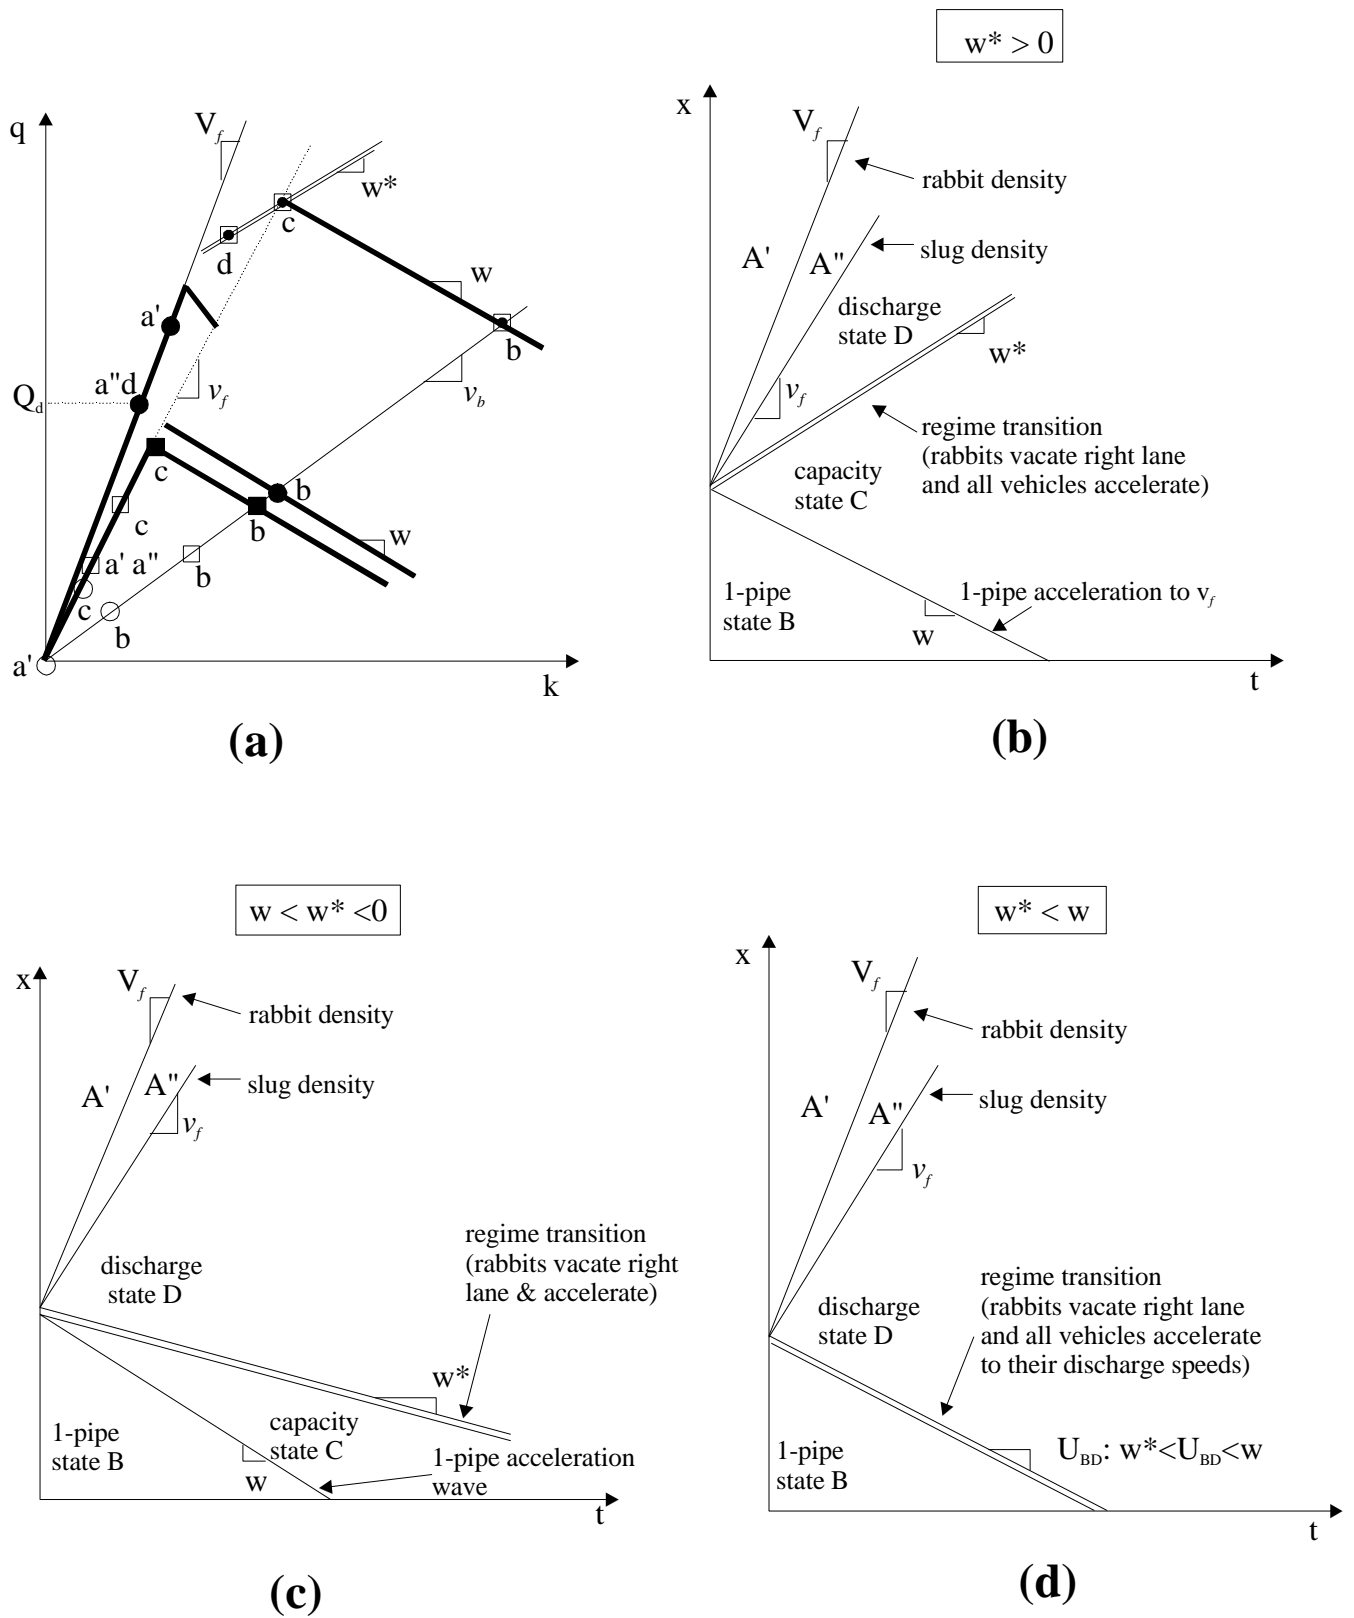 w* > 0
q
V_f
w*
c
d
w
a'
b
a''d
Q_d
v_f
v_b
c
b
b
c
w
a' a''
b
c
b
a'
k
(a)
x
V_f
rabbit density
A'
A''
slug density
discharge
state D
w*
v_f
regime transition
(rabbits vacate right lane
and all vehicles accelerate)
capacity
state C
1-pipe
state B
1-pipe acceleration to v_f
w
t
(b)
w < w* <0
x
V_f
rabbit density
A'
A''
slug density
v_f
regime transition
(rabbits vacate right
lane & accelerate)
discharge
state D
w*
capacity
state C
1-pipe
state B
w
1-pipe acceleration
wave
t
(c)
w* < w
x
V_f
rabbit density
A'
A''
slug density
v_f
regime transition
(rabbits vacate right lane
and all vehicles accelerate
to their discharge speeds)
discharge
state D
1-pipe
state B
U_BD: w*<U_BD<w
t
(d)